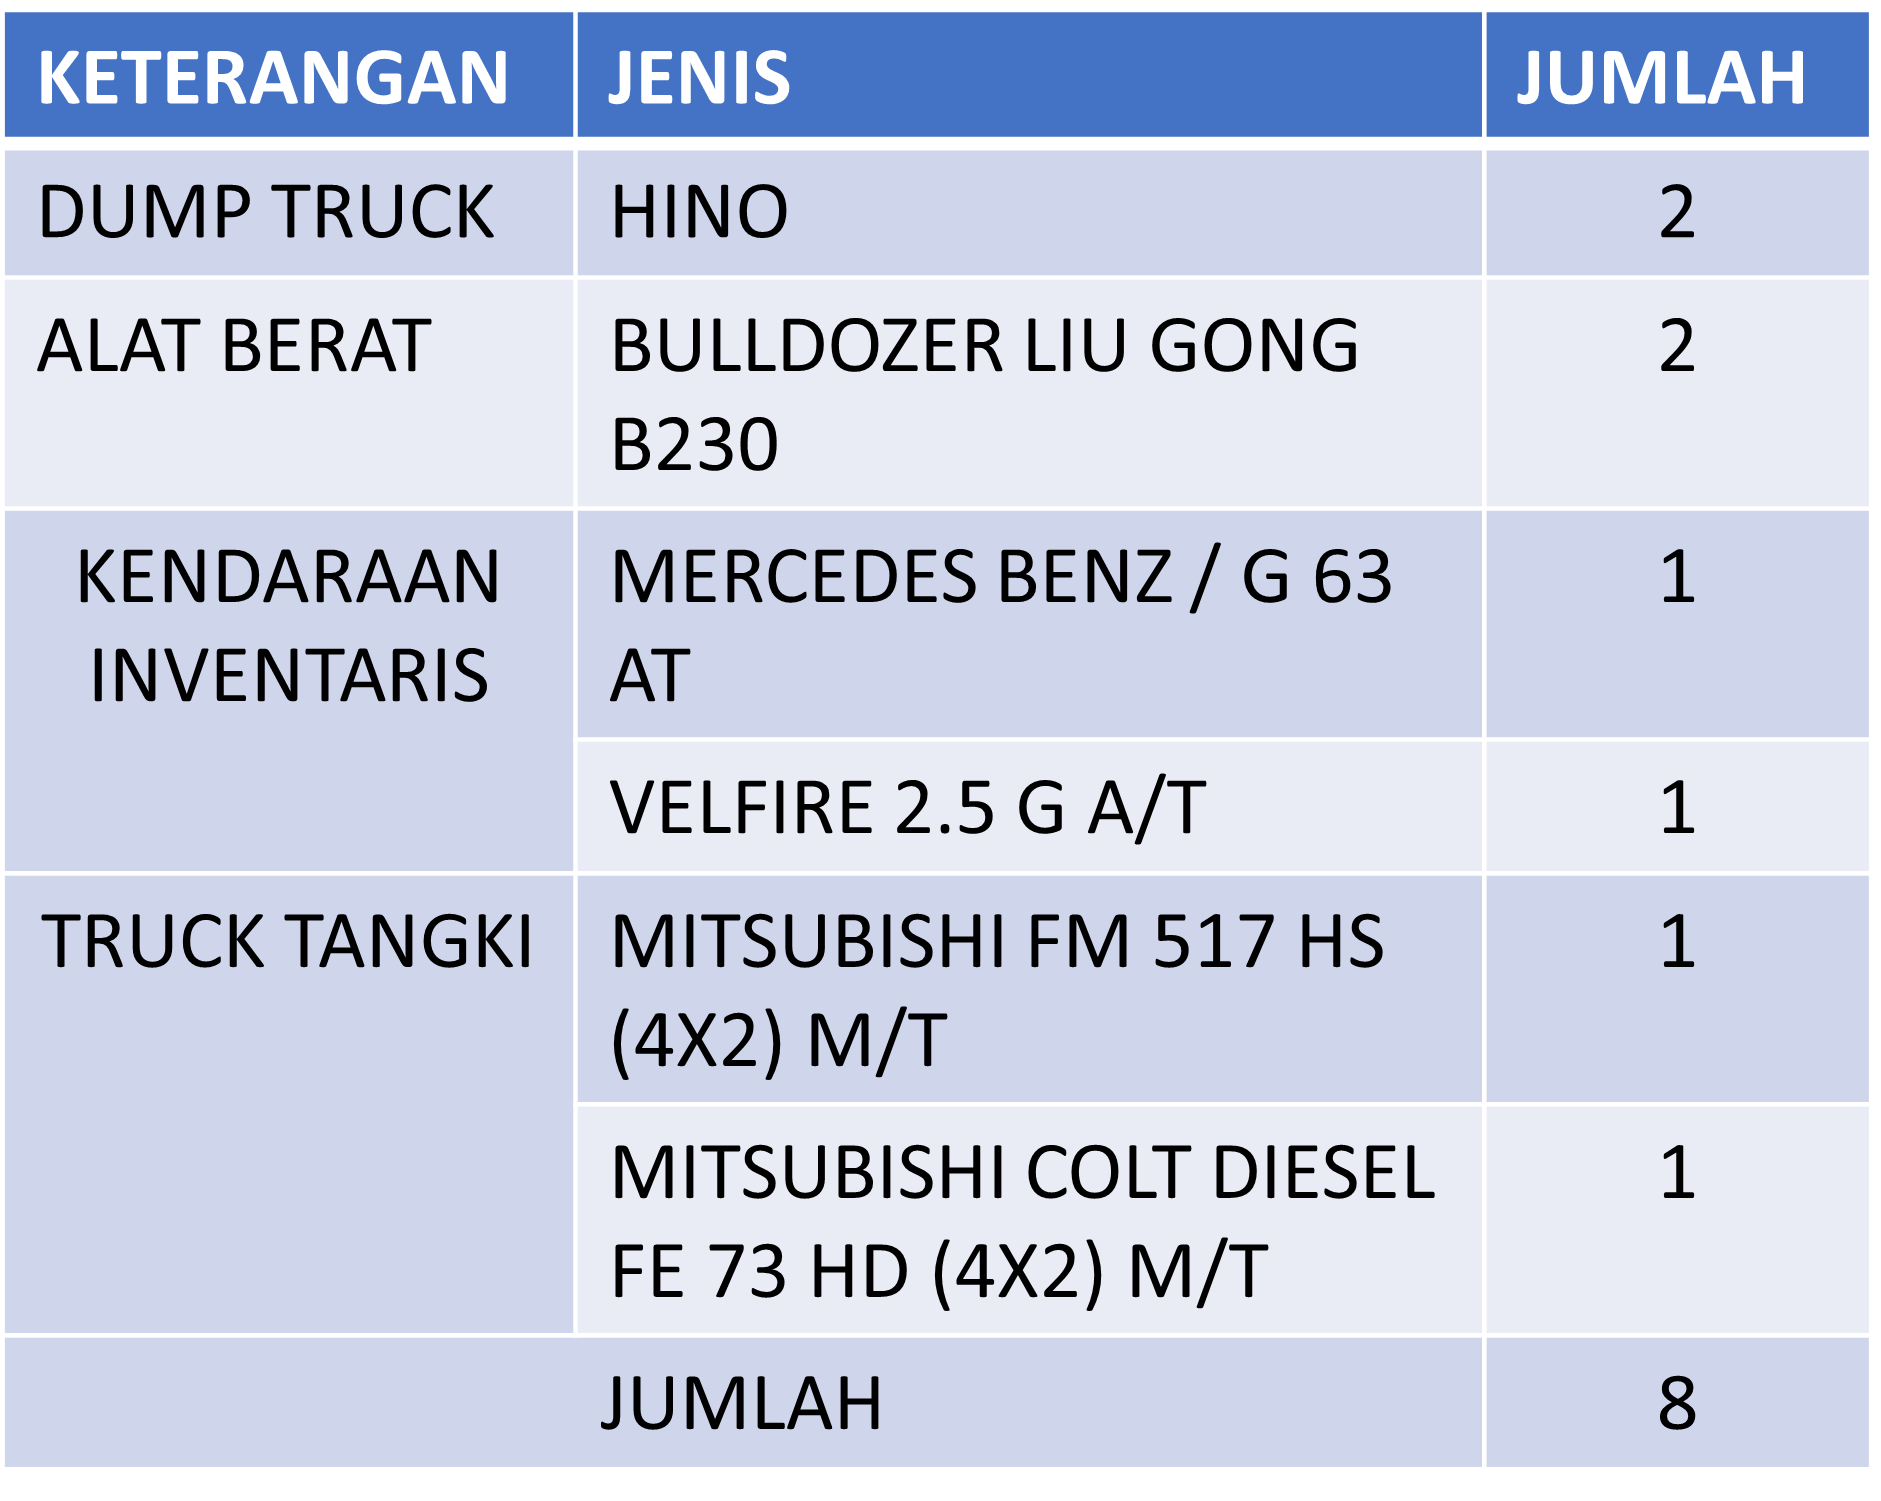 KETERANGAN JENIS JUMLAH
DUMP TRUCK HINO 2
ALAT BERAT BULLDOZER LIU GONG 2
B230
KENDARAAN MERCEDES BENZ / G 63 1
INVENTARIS AT
VELFIRE 2.5 G A/T 1
TRUCK TANGKI MITSUBISHI FM 517 HS 1
(4X2) M/T
MITSUBISHI COLT DIESEL 1
FE 73 HD (4X2) M/T
JUMLAH 8